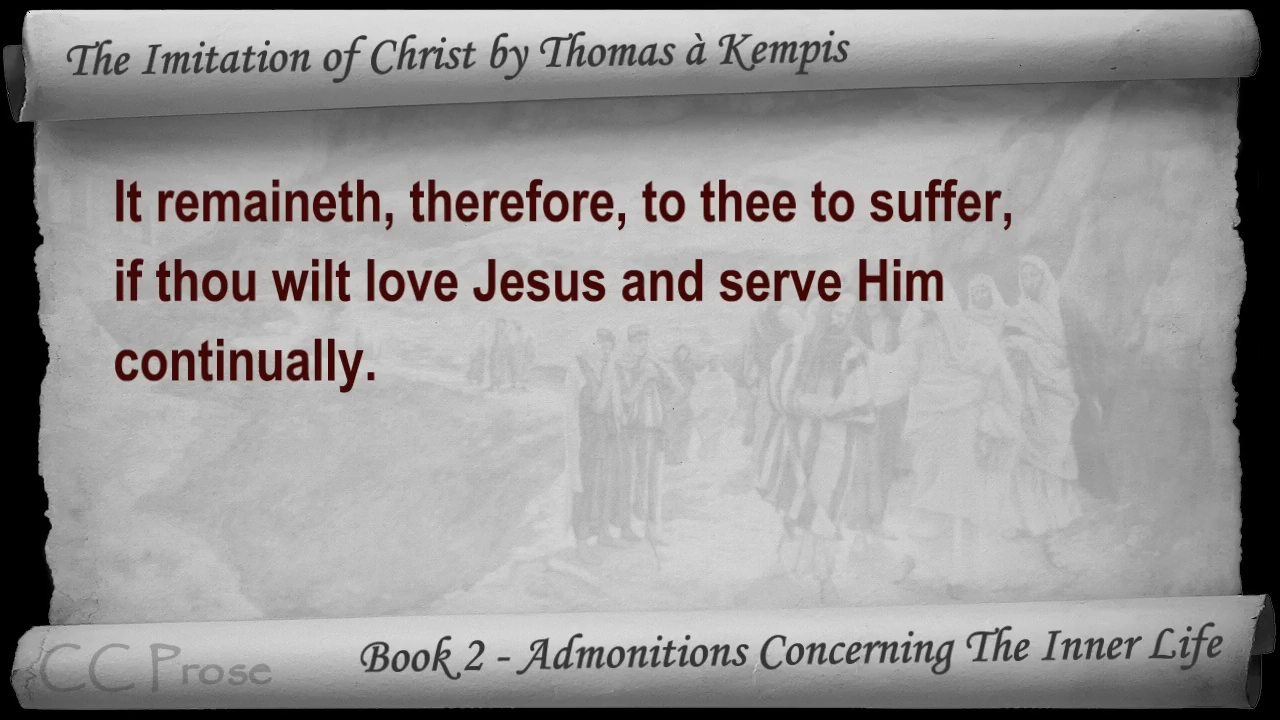 The Imitation of Christ by Thomas à Kempis
It remaineth, therefore, to thee to suffer,
if thou wilt love Jesus and serve Him
continually.
CC Prose
Book 2 - Admonitions Concerning The Inner Life